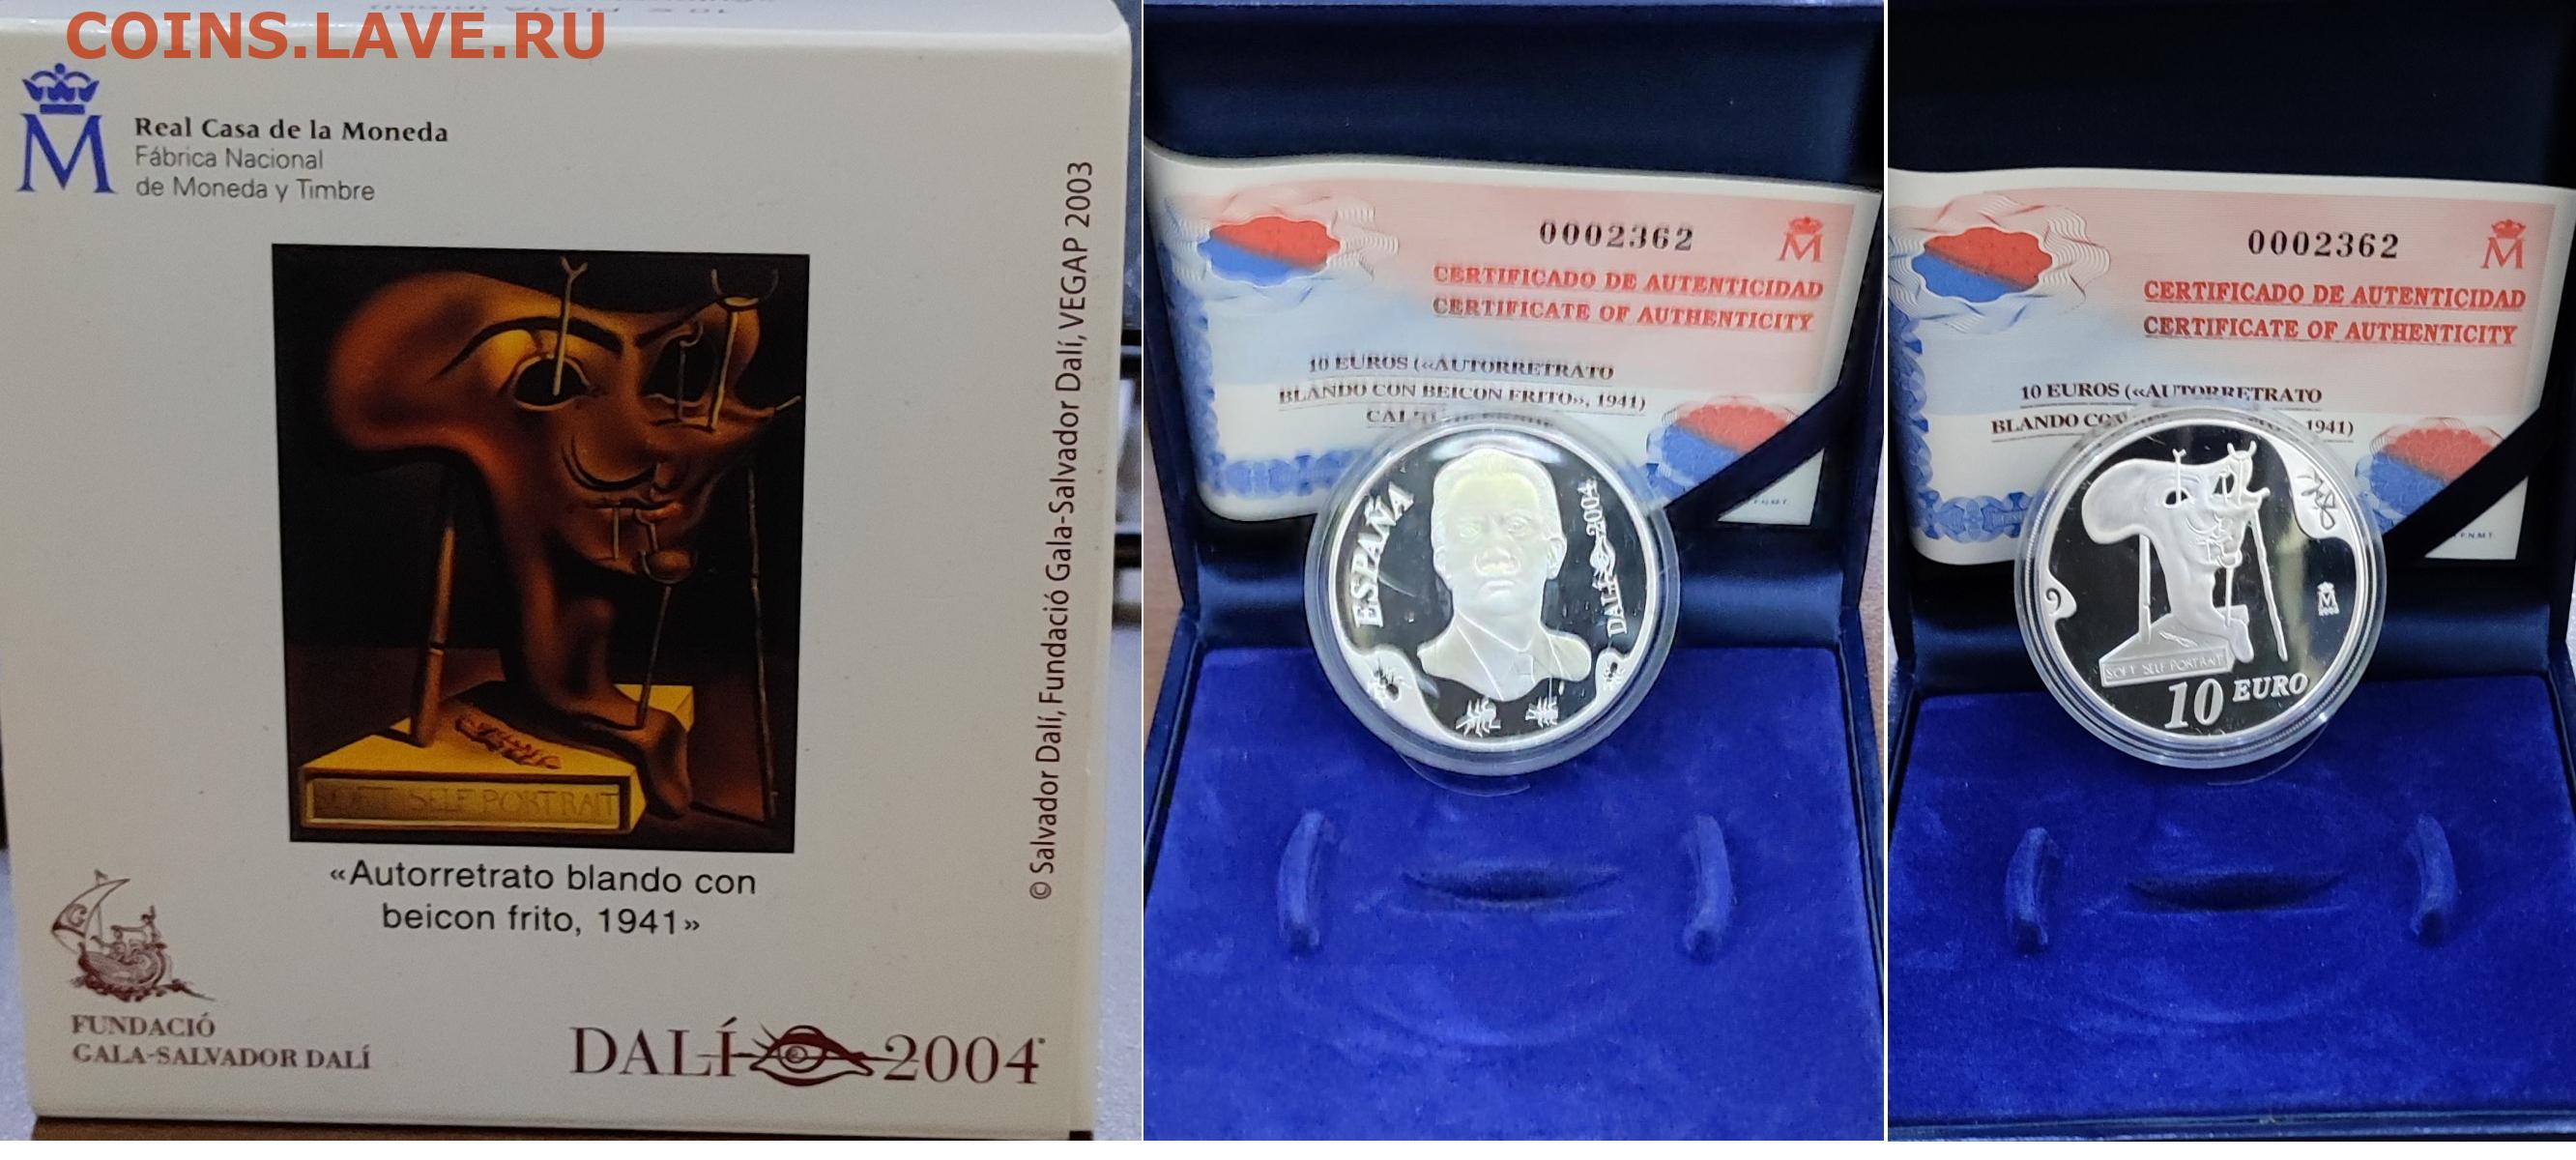 COINS.LAVE.RU
M
Real Casa de la Moneda
Fábrica Nacional
de Moneda y Timbre
© Salvador Dalí, Fundació Gala-Salvador Dalí, VEGAP 2003
SOFT SELF PORTRAIT
«Autorretrato blando con
beicon frito, 1941»
FUNDACIÓ
GALA-SALVADOR DALÍ
DALÍ 2004
0002362
M
CERTIFICADO DE AUTENTICIDAD
CERTIFICATE OF AUTHENTICITY
10 EUROS («AUTORRETRATO
BLANDO CON BEICON FRITO», 1941)
ESPAÑA
DALÍ 2004
0002362
M
CERTIFICADO DE AUTENTICIDAD
CERTIFICATE OF AUTHENTICITY
10 EUROS («AUTORRETRATO
BLANDO CON 1941)
F.N.M.T.
SOFT SELF PORTRAIT
10 EURO